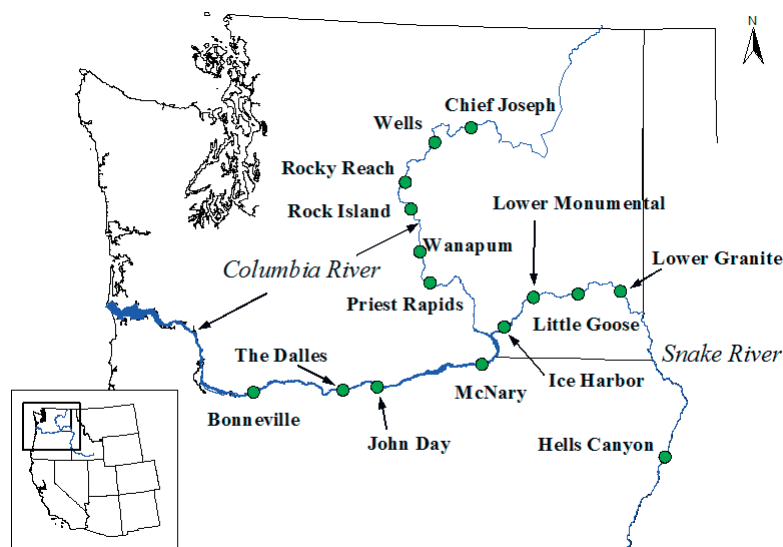 N
Chief Joseph
Wells
Rocky Reach
Lower Monumental
Rock Island
Wanapum
Lower Granite
Columbia River
Priest Rapids
Little Goose
Snake River
The Dalles
Ice Harbor
McNary
Bonneville
John Day
Hells Canyon